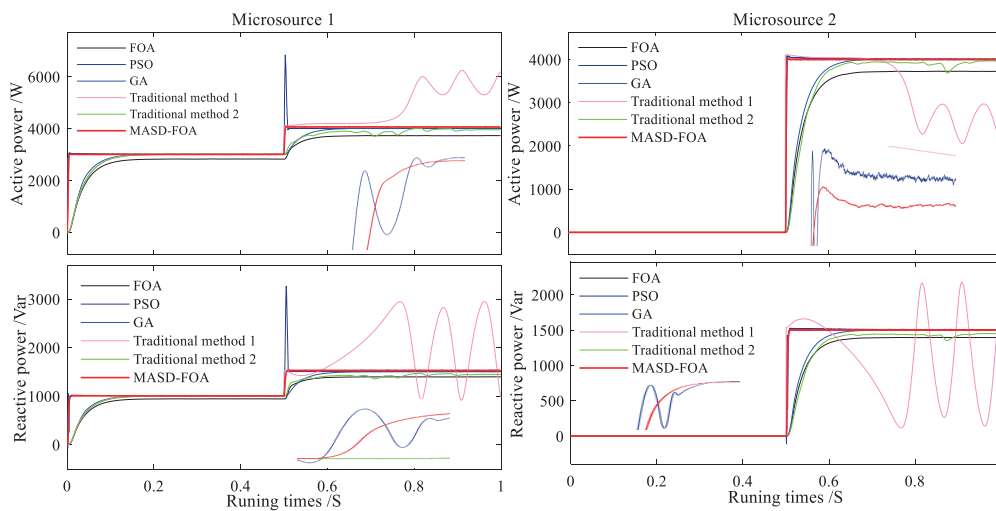 Microsource 1
Active power /W
6000
4000
2000
0
FOA
PSO
GA
Traditional method 1
Traditional method 2
MASD-FOA
Microsource 2
Active power /W
4000
3000
2000
1000
0
FOA
PSO
GA
Traditional method 1
Traditional method 2
MASD-FOA
Reactive power /Var
3000
2000
1000
0
FOA
PSO
GA
Traditional method 1
Traditional method 2
MASD-FOA
0 0.2 0.4 0.6 0.8 1
Runing times /S
Reactive power /Var
2000
1500
1000
500
0
FOA
PSO
GA
Traditional method 1
Traditional method 2
MASD-FOA
0 0.2 0.4 0.6 0.8
Runing times /S